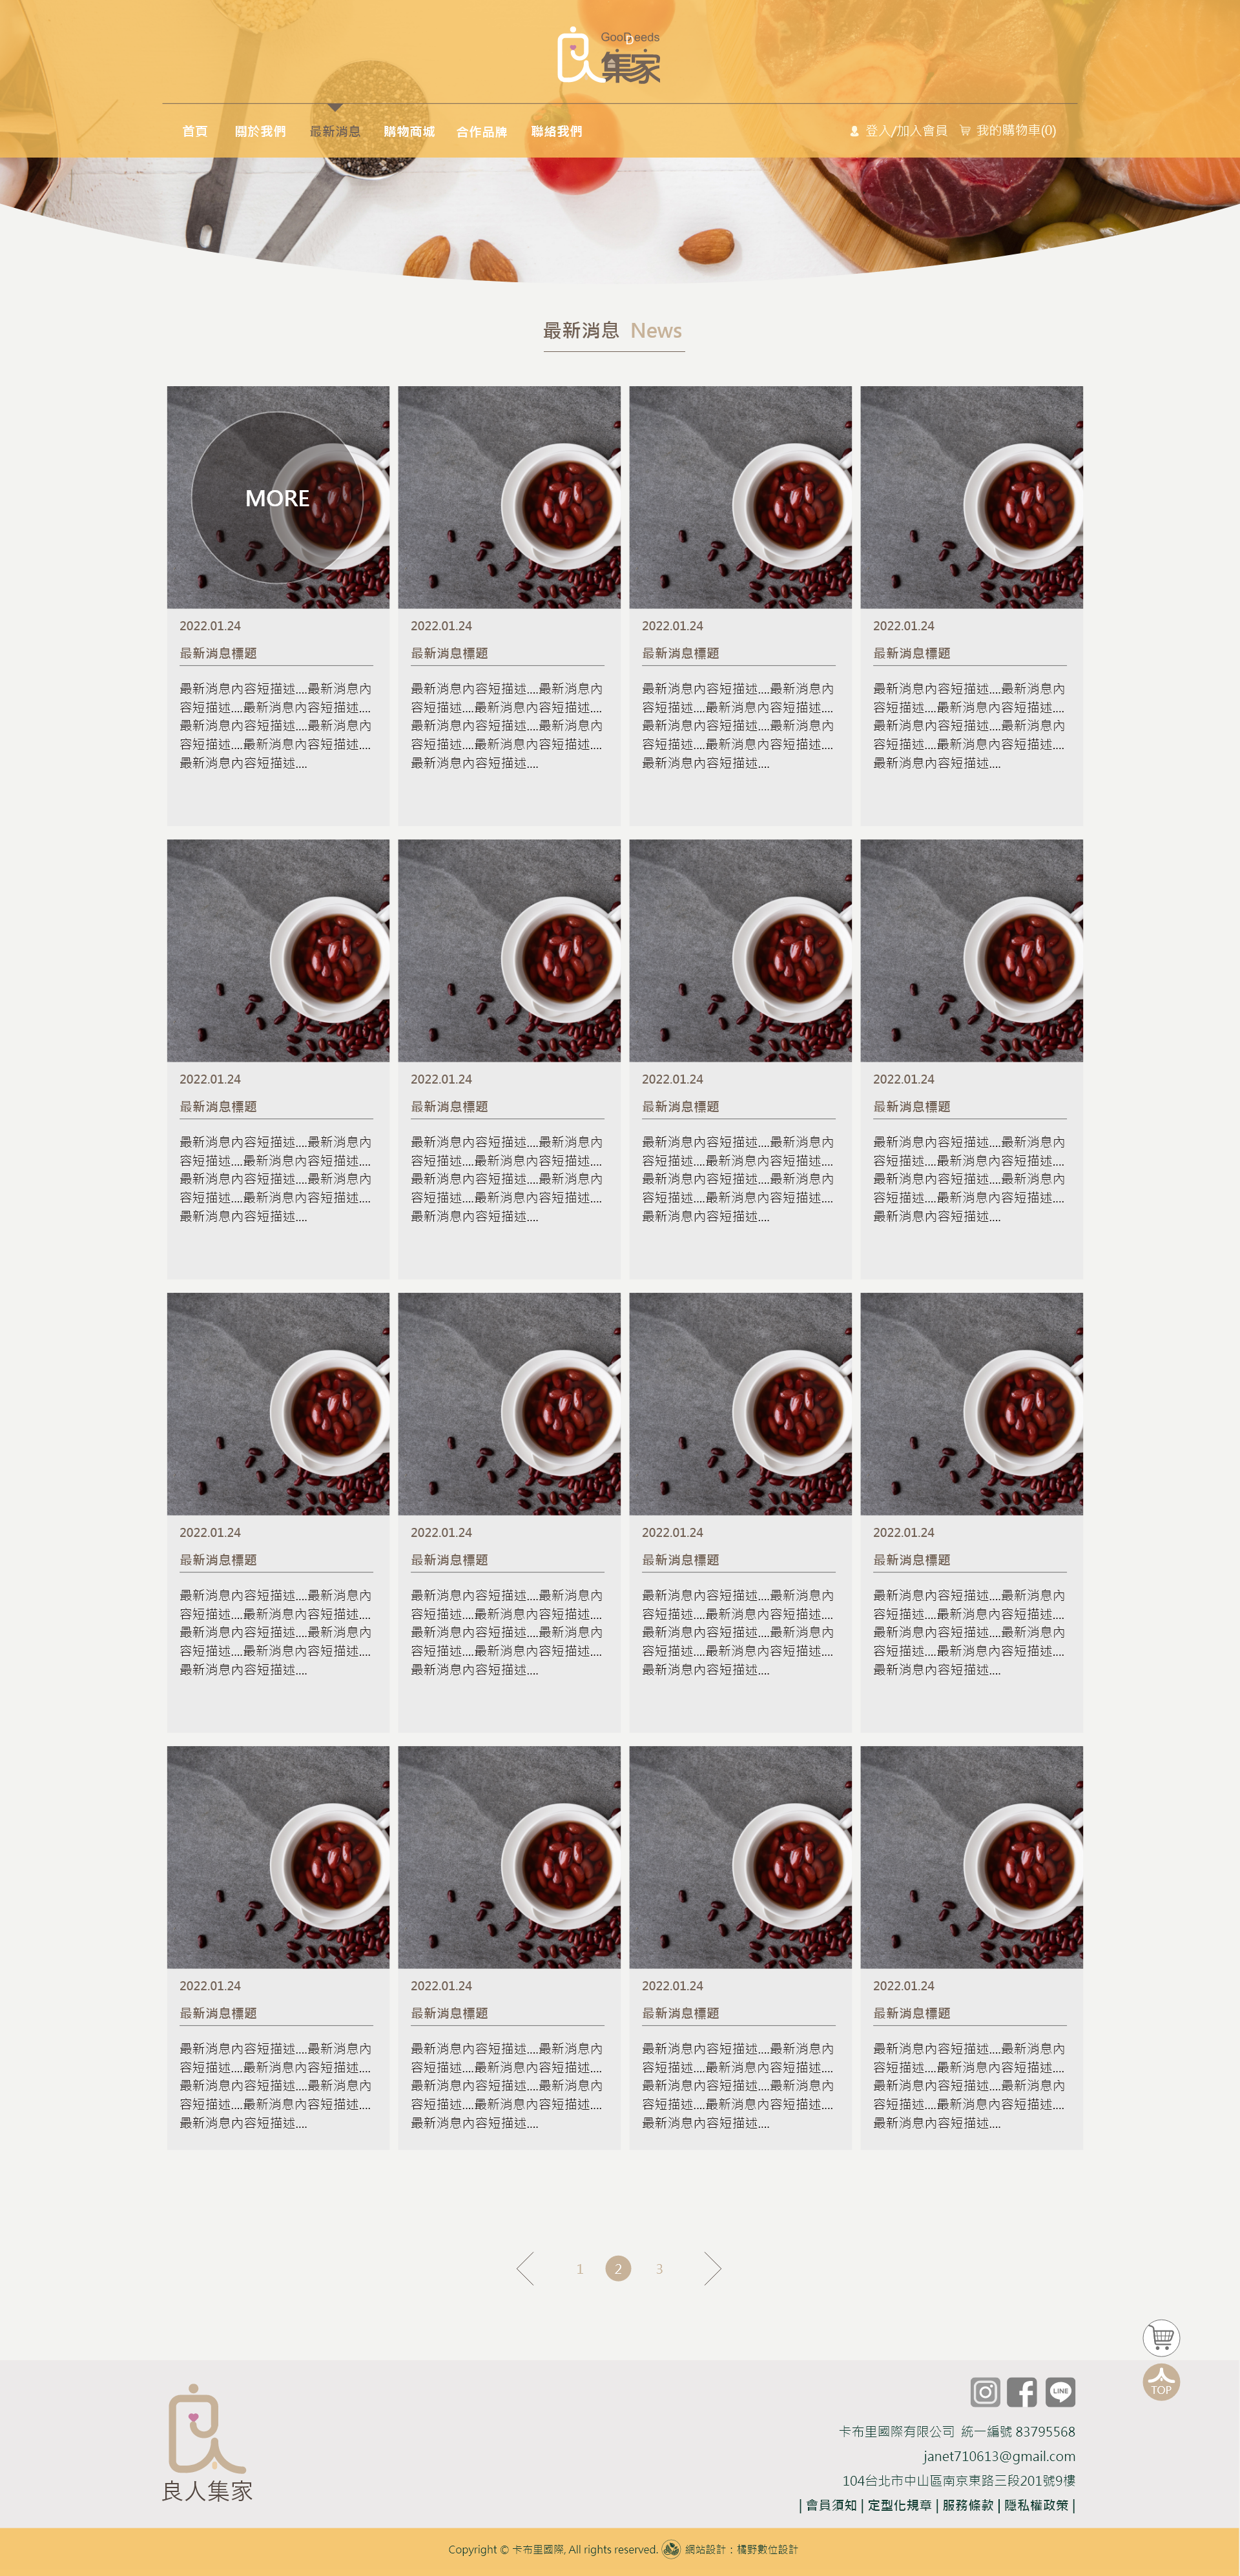 GooDeeds
集家
首頁 關於我們 最新消息 購物商城 合作品牌 聯絡我們 登入/加入會員 我的購物車(0)
最新消息 News
MORE
2022.01.24 2022.01.24 2022.01.24 2022.01.24
最新消息標題 最新消息標題 最新消息標題 最新消息標題
最新消息內容短描述....最新消息內 最新消息內容短描述....最新消息內 最新消息內容短描述....最新消息內 最新消息內容短描述....最新消息內
容短描述....最新消息內容短描述.... 容短描述....最新消息內容短描述.... 容短描述....最新消息內容短描述.... 容短描述....最新消息內容短描述....
最新消息內容短描述....最新消息內 最新消息內容短描述....最新消息內 最新消息內容短描述....最新消息內 最新消息內容短描述....最新消息內
容短描述....最新消息內容短描述.... 容短描述....最新消息內容短描述.... 容短描述....最新消息內容短描述.... 容短描述....最新消息內容短描述....
最新消息內容短描述.... 最新消息內容短描述.... 最新消息內容短描述.... 最新消息內容短描述....
2022.01.24 2022.01.24 2022.01.24 2022.01.24
最新消息標題 最新消息標題 最新消息標題 最新消息標題
最新消息內容短描述....最新消息內 最新消息內容短描述....最新消息內 最新消息內容短描述....最新消息內 最新消息內容短描述....最新消息內
容短描述....最新消息內容短描述.... 容短描述....最新消息內容短描述.... 容短描述....最新消息內容短描述.... 容短描述....最新消息內容短描述....
最新消息內容短描述....最新消息內 最新消息內容短描述....最新消息內 最新消息內容短描述....最新消息內 最新消息內容短描述....最新消息內
容短描述....最新消息內容短描述.... 容短描述....最新消息內容短描述.... 容短描述....最新消息內容短描述.... 容短描述....最新消息內容短描述....
最新消息內容短描述.... 最新消息內容短描述.... 最新消息內容短描述.... 最新消息內容短描述....
2022.01.24 2022.01.24 2022.01.24 2022.01.24
最新消息標題 最新消息標題 最新消息標題 最新消息標題
最新消息內容短描述....最新消息內 最新消息內容短描述....最新消息內 最新消息內容短描述....最新消息內 最新消息內容短描述....最新消息內
容短描述....最新消息內容短描述.... 容短描述....最新消息內容短描述.... 容短描述....最新消息內容短描述.... 容短描述....最新消息內容短描述....
最新消息內容短描述....最新消息內 最新消息內容短描述....最新消息內 最新消息內容短描述....最新消息內 最新消息內容短描述....最新消息內
容短描述....最新消息內容短描述.... 容短描述....最新消息內容短描述.... 容短描述....最新消息內容短描述.... 容短描述....最新消息內容短描述....
最新消息內容短描述.... 最新消息內容短描述.... 最新消息內容短描述.... 最新消息內容短描述....
2022.01.24 2022.01.24 2022.01.24 2022.01.24
最新消息標題 最新消息標題 最新消息標題 最新消息標題
最新消息內容短描述....最新消息內 最新消息內容短描述....最新消息內 最新消息內容短描述....最新消息內 最新消息內容短描述....最新消息內
容短描述....最新消息內容短描述.... 容短描述....最新消息內容短描述.... 容短描述....最新消息內容短描述.... 容短描述....最新消息內容短描述....
最新消息內容短描述....最新消息內 最新消息內容短描述....最新消息內 最新消息內容短描述....最新消息內 最新消息內容短描述....最新消息內
容短描述....最新消息內容短描述.... 容短描述....最新消息內容短描述.... 容短描述....最新消息內容短描述.... 容短描述....最新消息內容短描述....
最新消息內容短描述.... 最新消息內容短描述.... 最新消息內容短描述.... 最新消息內容短描述....
1 2 3
TOP
LINE
卡布里國際有限公司 統一編號 83795568
janet710613@gmail.com
104台北市中山區南京東路三段201號9樓
| 會員須知 | 定型化規章 | 服務條款 | 隱私權政策 |
良人集家
Copyright © 卡布里國際, All rights reserved. 網站設計：橘野數位設計